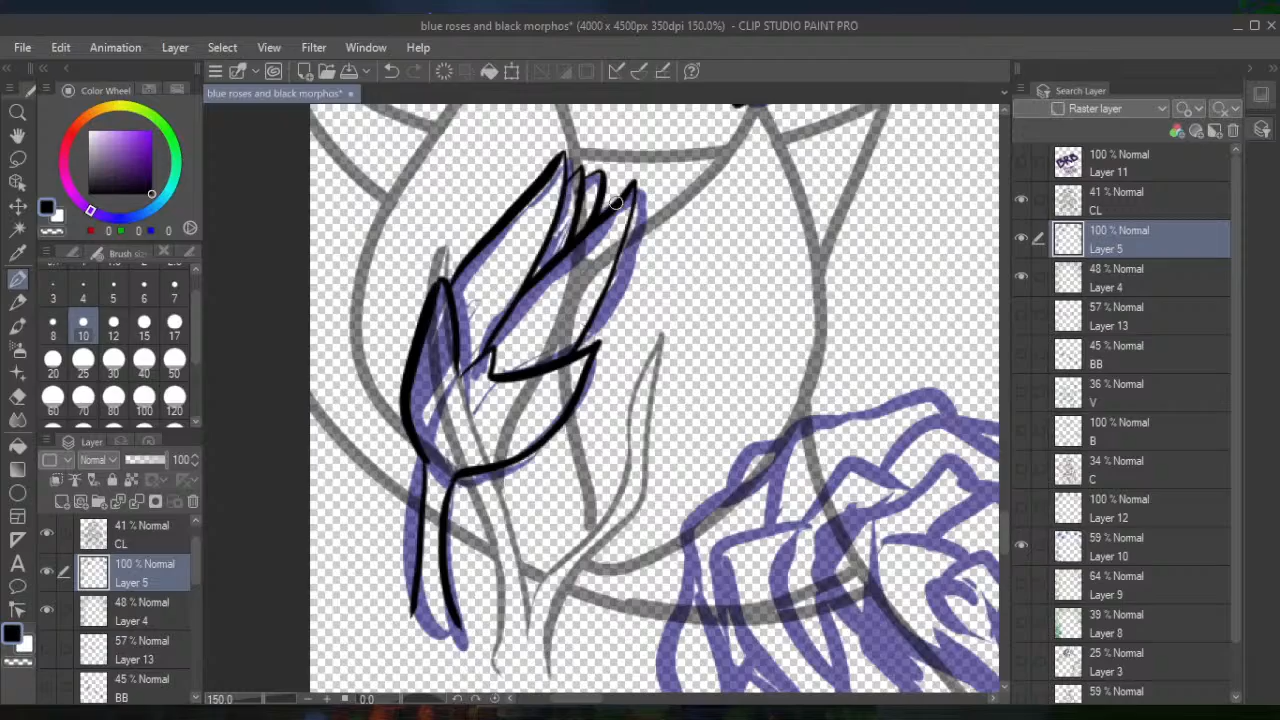 blue roses and black morphos* (4000 x 4500px 350dpi 150.0%) - CLIP STUDIO PAINT PRO
File Edit Animation Layer Select View Filter Window Help
Color Wheel
blue roses and black morphos*
Search Layer
Raster layer
0 0 0
Brush
3 4 5 6 7
8 10 12 15 17
20 25 30 40 50
60 70 80 100 120
Layer
Normal 100
41 % Normal
CL
100 % Normal
Layer 5
48 % Normal
Layer 4
57 % Normal
Layer 13
45 % Normal
BB
150.0
0.0
100 % Normal
Layer 11
41 % Normal
CL
100 % Normal
Layer 5
48 % Normal
Layer 4
57 % Normal
Layer 13
45 % Normal
BB
36 % Normal
V
100 % Normal
B
34 % Normal
C
100 % Normal
Layer 12
59 % Normal
Layer 10
64 % Normal
Layer 9
39 % Normal
Layer 8
25 % Normal
Layer 3
59 % Normal